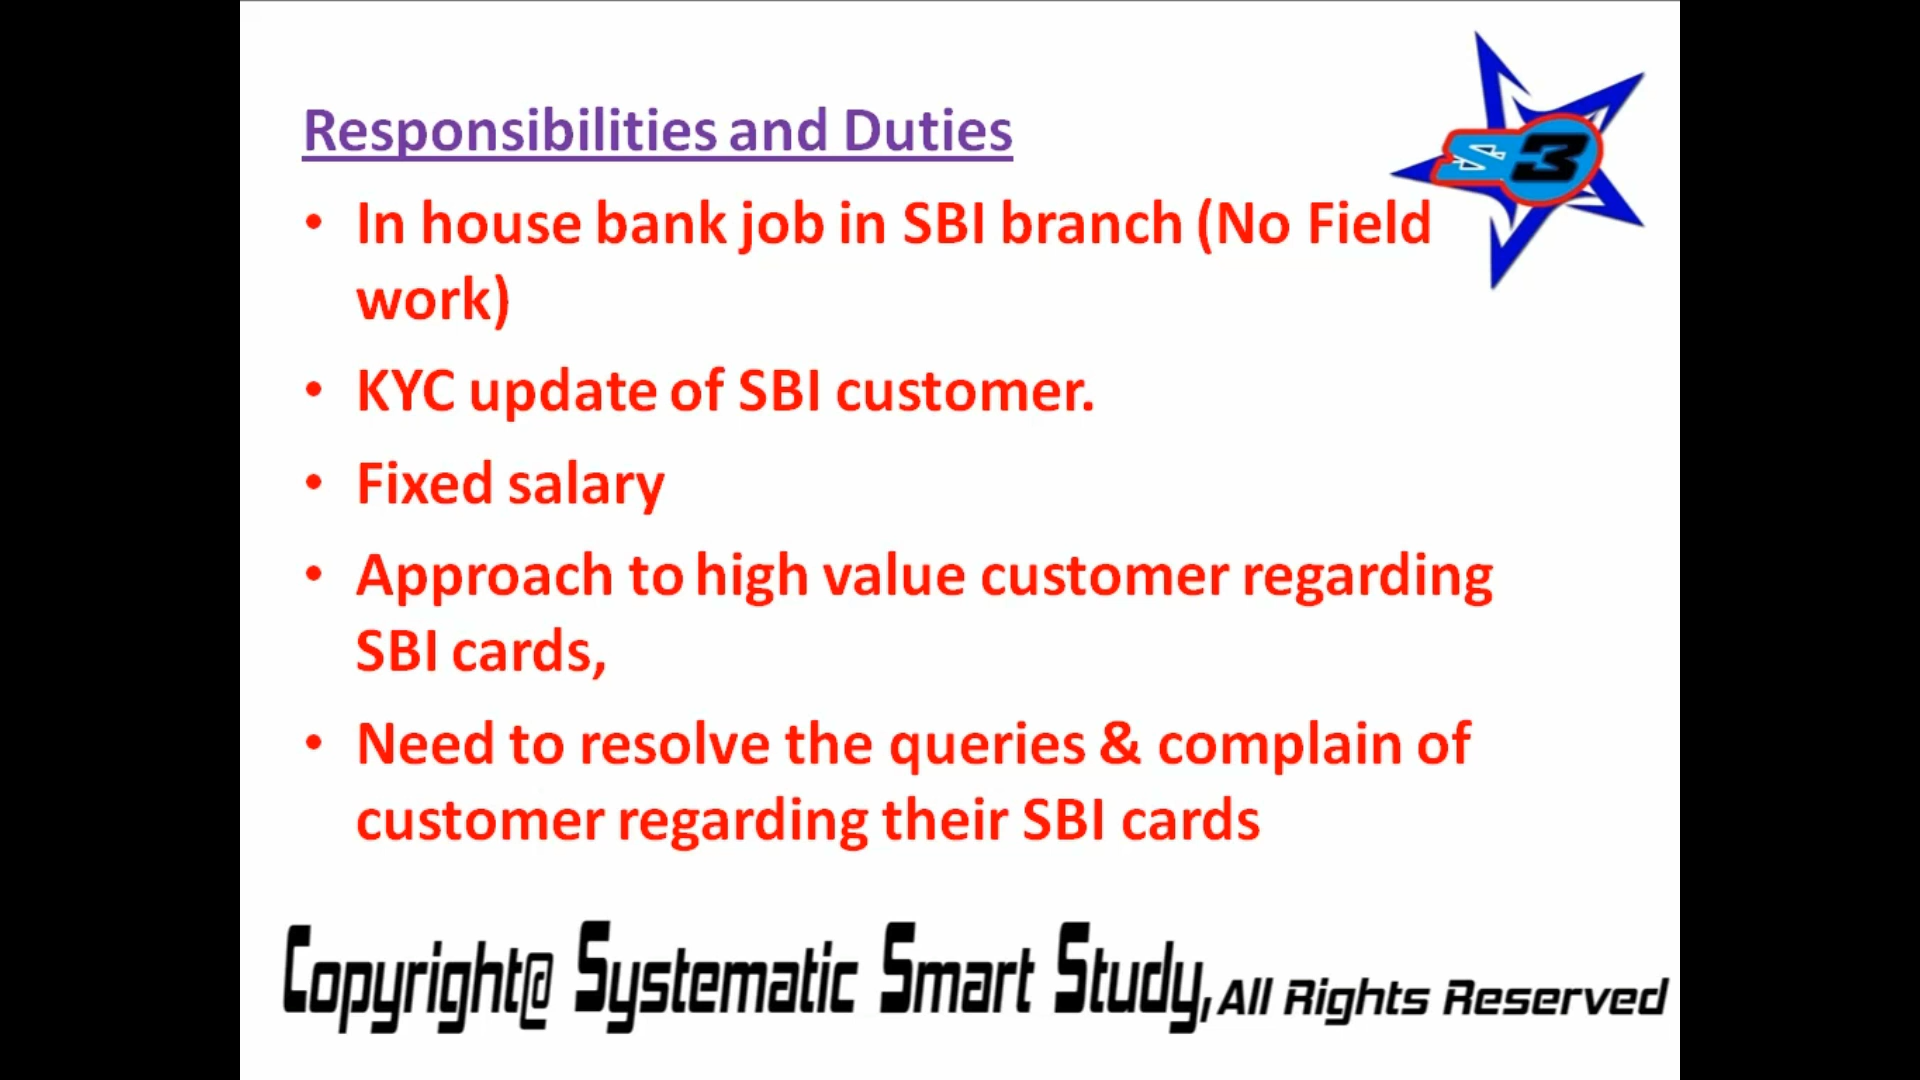 Responsibilities and Duties
S3
• In house bank job in SBI branch (No Field
work)
• KYC update of SBI customer.
• Fixed salary
• Approach to high value customer regarding
SBI cards,
• Need to resolve the queries & complain of
customer regarding their SBI cards
Copyright@ Systematic Smart Study, All Rights Reserved